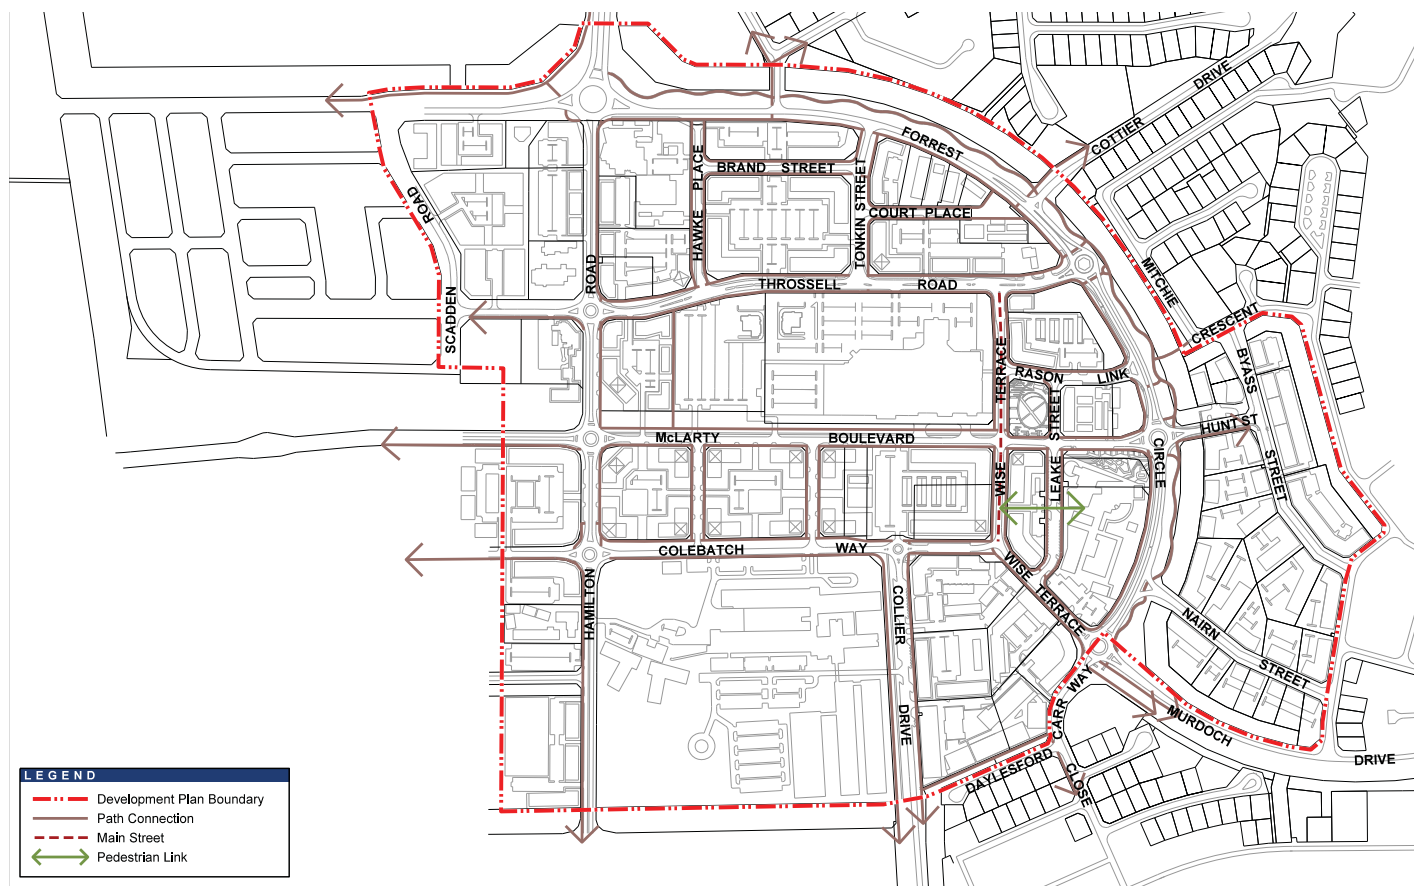 COTTIER DRIVE
FORREST
BRAND STREET
HAWKE PLACE
TONKIN STREET
COURT PLACE
SCADDEN ROAD
ROAD
THROSSELL ROAD
MITCHIE
CRESCENT
BYASS
STREET
TERRACE
RASON LINK
STREET
HUNT ST
McLARTY BOULEVARD
WISE
LEAKE
CIRCLE
COLEBATCH WAY
HAMILTON
COLLIER
DRIVE
WISE TERRACE
NAIRN
STREET
CARR WAY
MURDOCH
DRIVE
DAYLESFORD
CLOSE
LEGEND
Development Plan Boundary
Path Connection
Main Street
Pedestrian Link